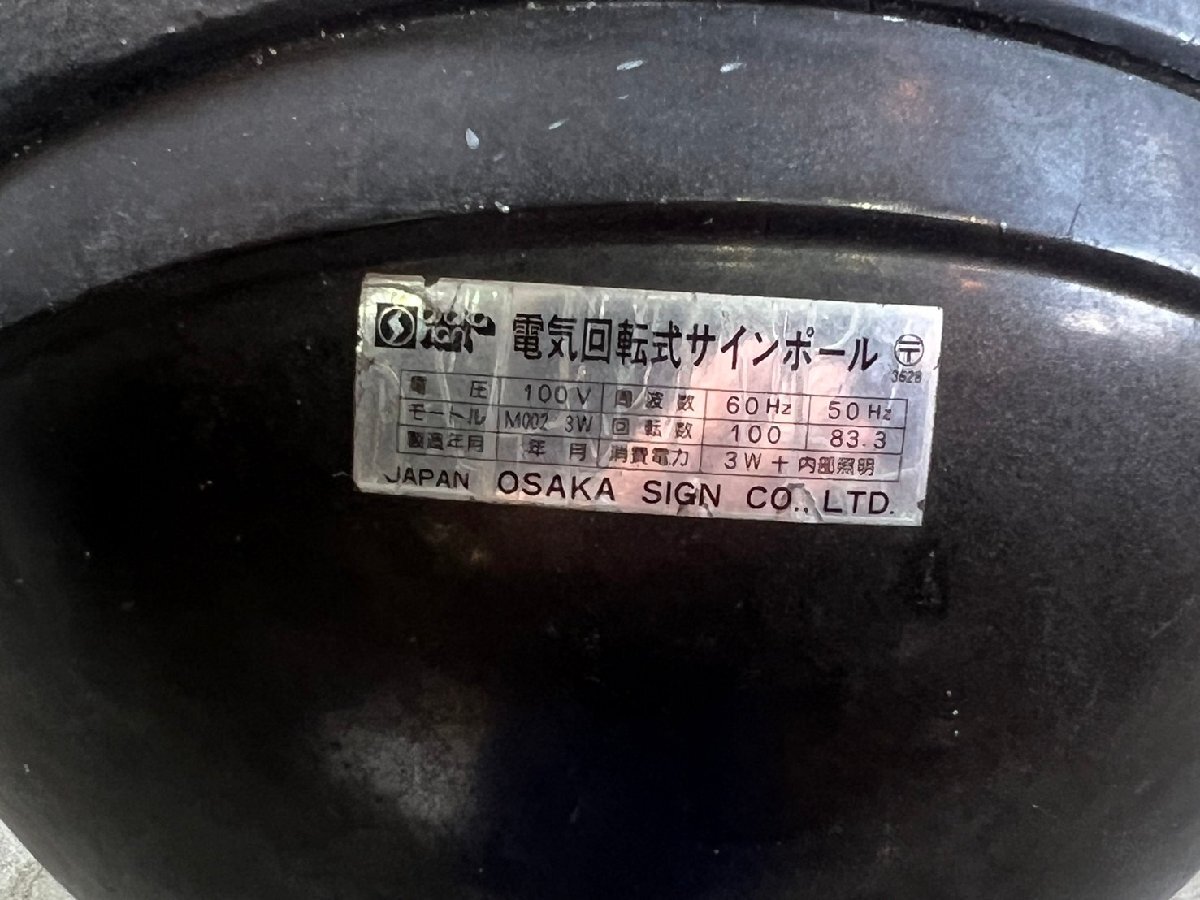 電気回転式サインポール 〒
3628
電圧 100V 周波数 60Hz 50Hz
モートル M002 3W 回転数 100 83.3
製造年月 年 月 消費電力 3W+内部照明
JAPAN OSAKA SIGN CO., LTD.